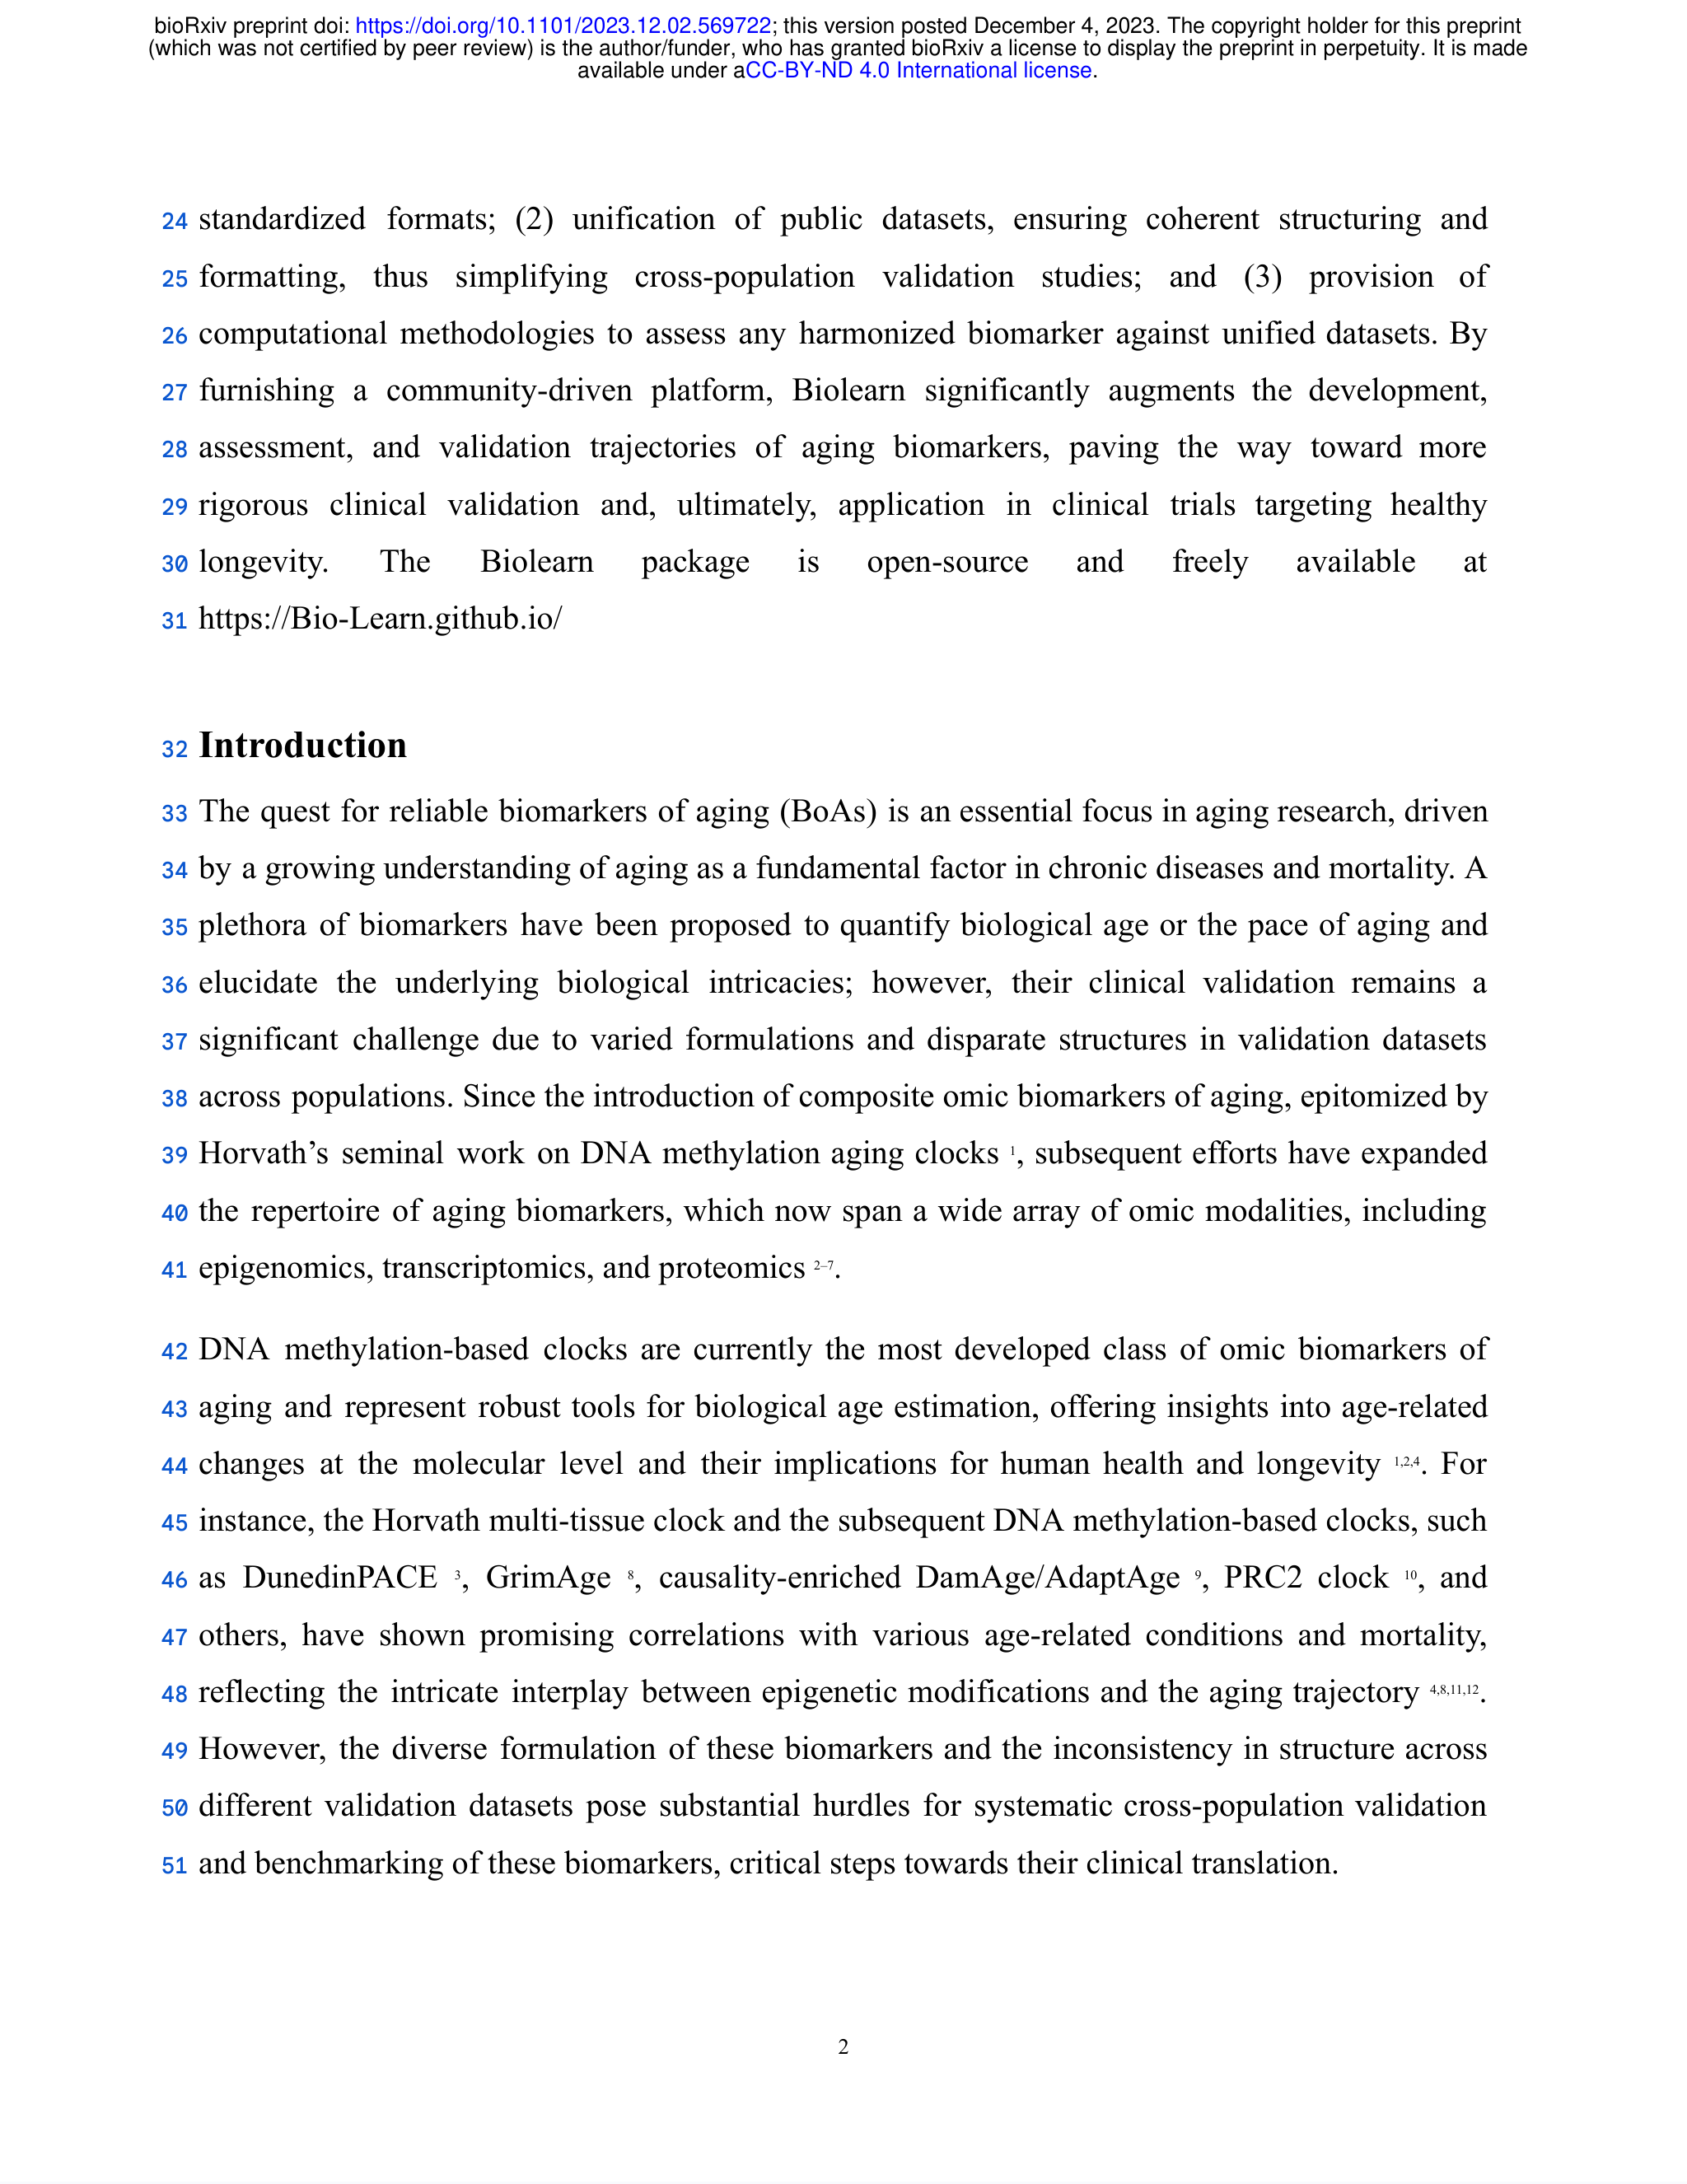 bioRxiv preprint doi: https://doi.org/10.1101/2023.12.02.569722; this version posted December 4, 2023. The copyright holder for this preprint
(which was not certified by peer review) is the author/funder, who has granted bioRxiv a license to display the preprint in perpetuity. It is made
available under aCC-BY-ND 4.0 International license.
24 standardized formats; (2) unification of public datasets, ensuring coherent structuring and
25 formatting, thus simplifying cross-population validation studies; and (3) provision of
26 computational methodologies to assess any harmonized biomarker against unified datasets. By
27 furnishing a community-driven platform, Biolearn significantly augments the development,
28 assessment, and validation trajectories of aging biomarkers, paving the way toward more
29 rigorous clinical validation and, ultimately, application in clinical trials targeting healthy
30 longevity. The Biolearn package is open-source and freely available at
31 https://Bio-Learn.github.io/
32 Introduction
33 The quest for reliable biomarkers of aging (BoAs) is an essential focus in aging research, driven
34 by a growing understanding of aging as a fundamental factor in chronic diseases and mortality. A
35 plethora of biomarkers have been proposed to quantify biological age or the pace of aging and
36 elucidate the underlying biological intricacies; however, their clinical validation remains a
37 significant challenge due to varied formulations and disparate structures in validation datasets
38 across populations. Since the introduction of composite omic biomarkers of aging, epitomized by
39 Horvath’s seminal work on DNA methylation aging clocks 1, subsequent efforts have expanded
40 the repertoire of aging biomarkers, which now span a wide array of omic modalities, including
41 epigenomics, transcriptomics, and proteomics 2–7.
42 DNA methylation-based clocks are currently the most developed class of omic biomarkers of
43 aging and represent robust tools for biological age estimation, offering insights into age-related
44 changes at the molecular level and their implications for human health and longevity 1,2,4. For
45 instance, the Horvath multi-tissue clock and the subsequent DNA methylation-based clocks, such
46 as DunedinPACE 3, GrimAge 8, causality-enriched DamAge/AdaptAge 9, PRC2 clock 10, and
47 others, have shown promising correlations with various age-related conditions and mortality,
48 reflecting the intricate interplay between epigenetic modifications and the aging trajectory 4,8,11,12.
49 However, the diverse formulation of these biomarkers and the inconsistency in structure across
50 different validation datasets pose substantial hurdles for systematic cross-population validation
51 and benchmarking of these biomarkers, critical steps towards their clinical translation.
2